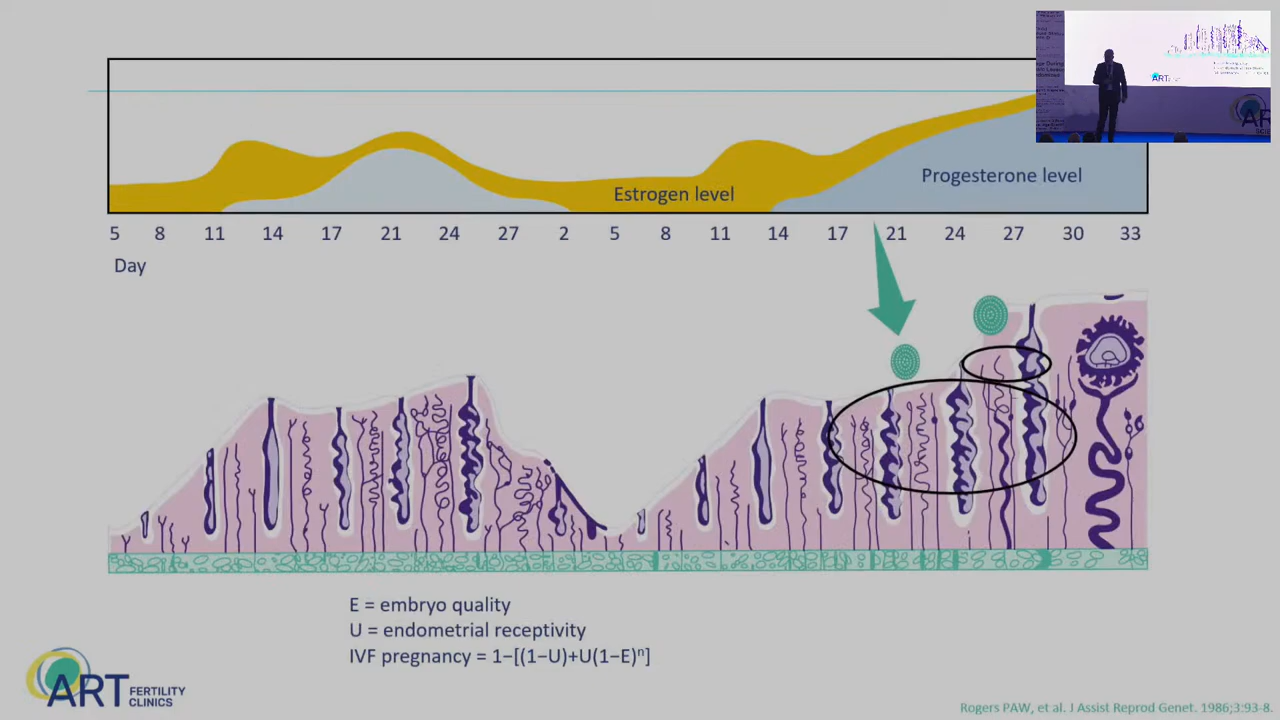 Estrogen level
Progesterone level
5 8 11 14 17 21 24 27 2 5 8 11 14 17 21 24 27 30 33
Day
E = embryo quality
U = endometrial receptivity
IVF pregnancy = 1−[(1−U)+U(1−E)ⁿ]
ART FERTILITY CLINICS
Rogers PAW, et al. J Assist Reprod Genet. 1986;3:93-8.
ART